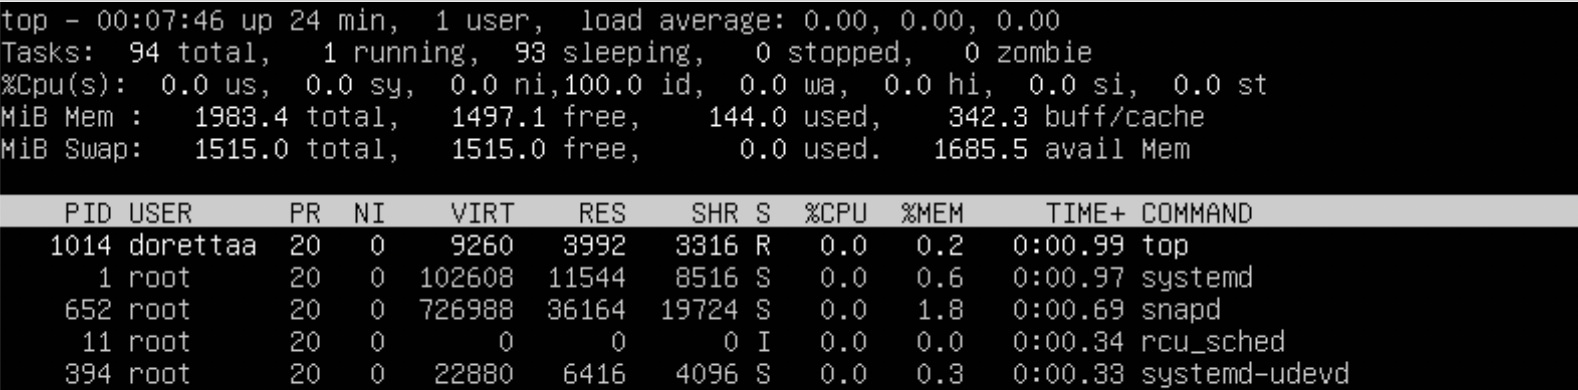 top - 00:07:46 up 24 min,  1 user,  load average: 0.00, 0.00, 0.00
Tasks:  94 total,   1 running,  93 sleeping,   0 stopped,   0 zombie
%Cpu(s):  0.0 us,  0.0 sy,  0.0 ni,100.0 id,  0.0 wa,  0.0 hi,  0.0 si,  0.0 st
MiB Mem :   1983.4 total,   1497.1 free,    144.0 used,    342.3 buff/cache
MiB Swap:   1515.0 total,   1515.0 free,      0.0 used.   1685.5 avail Mem
    PID USER      PR  NI    VIRT    RES    SHR S  %CPU  %MEM     TIME+ COMMAND
   1014 dorettaa  20   0    9260   3992   3316 R   0.0   0.2   0:00.99 top
      1 root      20   0  102608  11544   8516 S   0.0   0.6   0:00.97 systemd
    652 root      20   0  726988  36164  19724 S   0.0   1.8   0:00.69 snapd
     11 root      20   0       0      0      0 I   0.0   0.0   0:00.34 rcu_sched
    394 root      20   0   22880   6416   4096 S   0.0   0.3   0:00.33 systemd-udevd